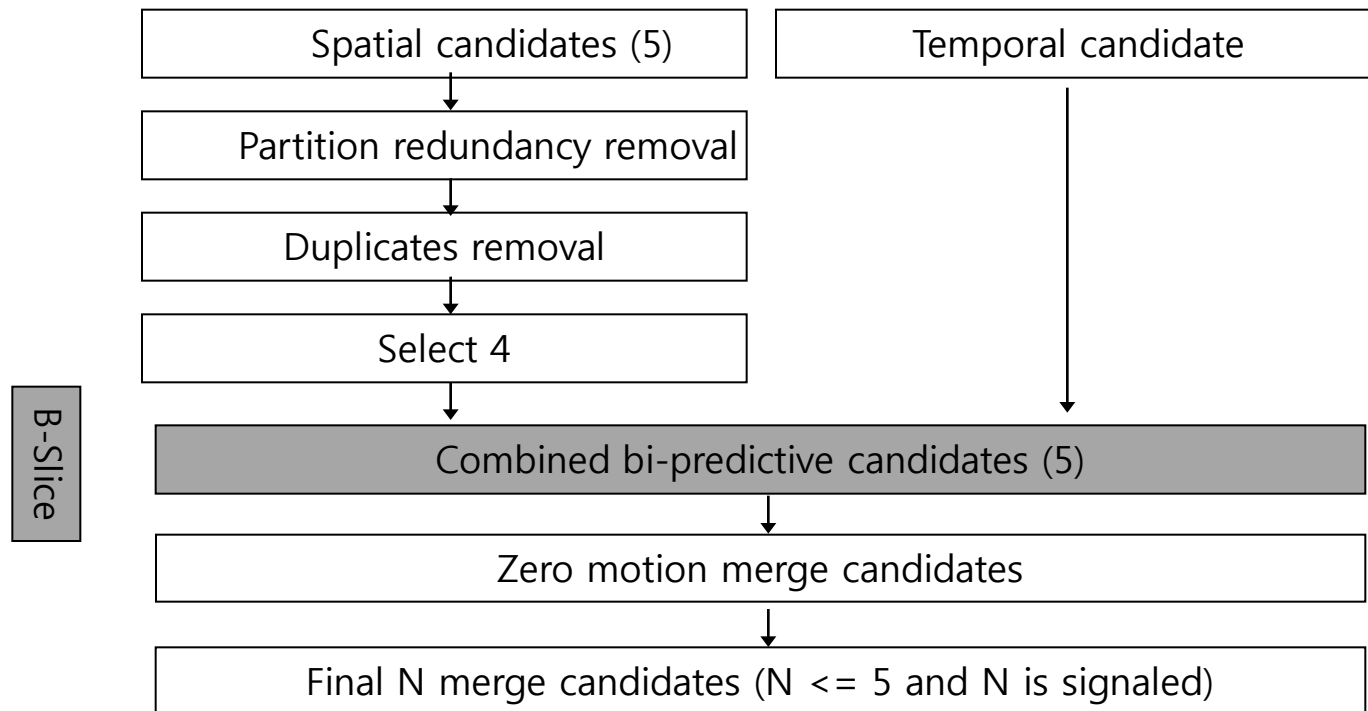 Spatial candidates (5)
Temporal candidate
Partition redundancy removal
Duplicates removal
Select 4
B-Slice
Combined bi-predictive candidates (5)
Zero motion merge candidates
Final N merge candidates (N <= 5 and N is signaled)